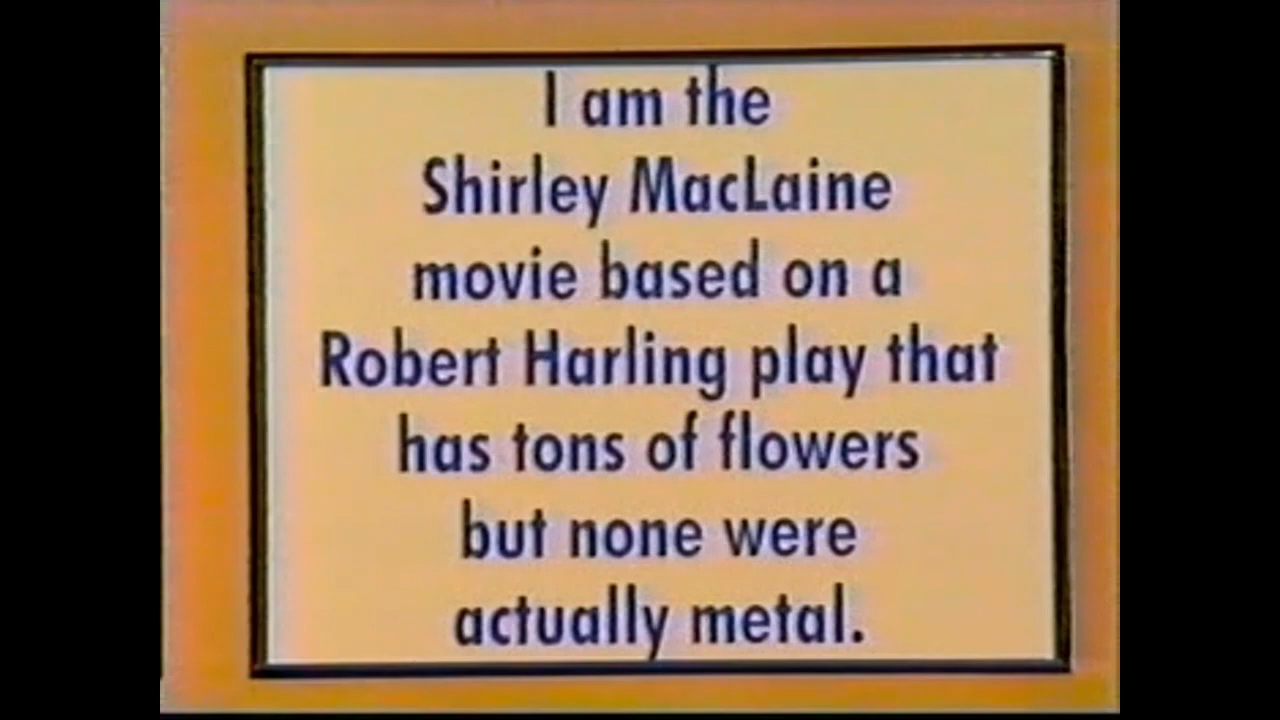 I am the
Shirley MacLaine
movie based on a
Robert Harling play that
has tons of flowers
but none were
actually metal.